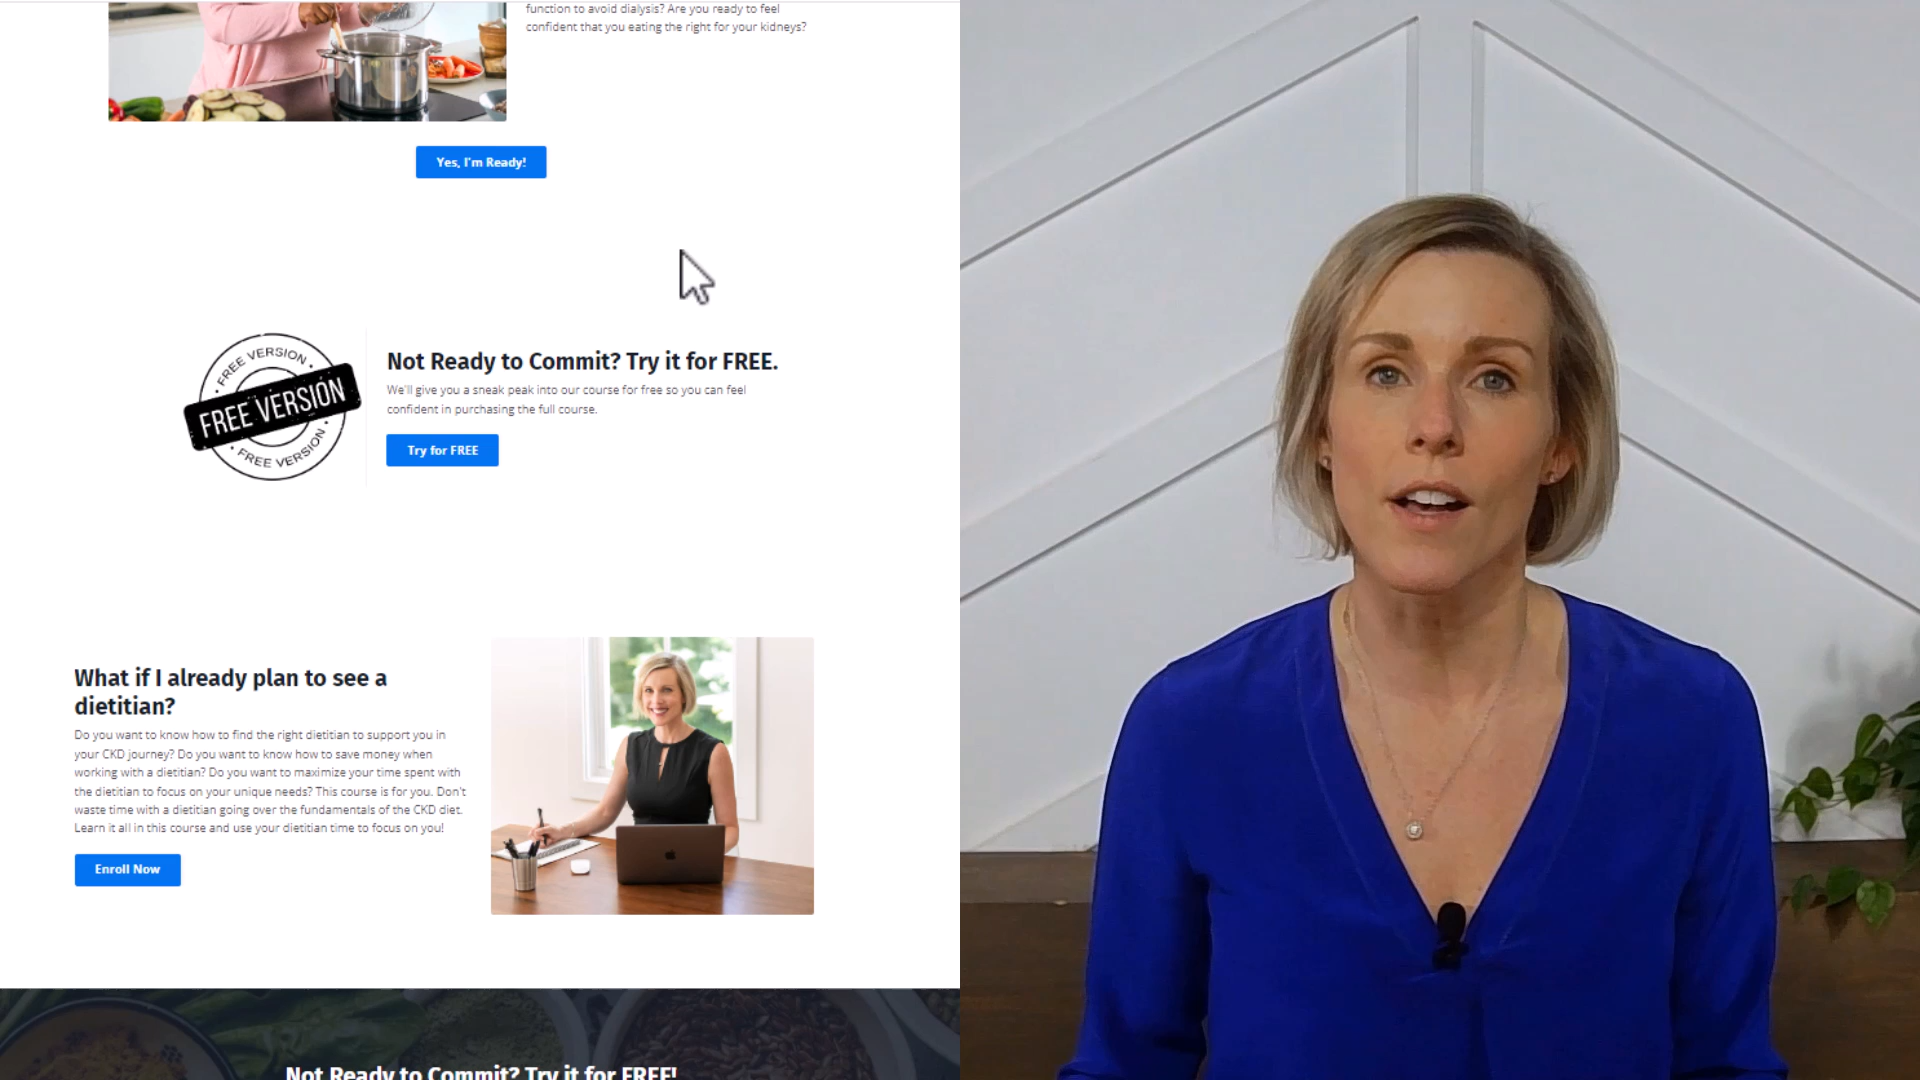 function to avoid dialysis? Are you ready to feel
confident that you eating the right for your kidneys?
Yes, I'm Ready!
FREE VERSION
FREE VERSION
FREE VERSION
Not Ready to Commit? Try it for FREE.
We'll give you a sneak peak into our course for free so you can feel
confident in purchasing the full course.
Try for FREE
What if I already plan to see a
dietitian?
Do you want to know how to find the right dietitian to support you in
your CKD journey? Do you want to know how to save money when
working with a dietitian? Do you want to maximize your time spent with
the dietitian to focus on your unique needs? This course is for you. Don't
waste time with a dietitian going over the fundamentals of the CKD diet.
Learn it all in this course and use your dietitian time to focus on you!
Enroll Now
Not Ready to Commit? Try it for FREE!